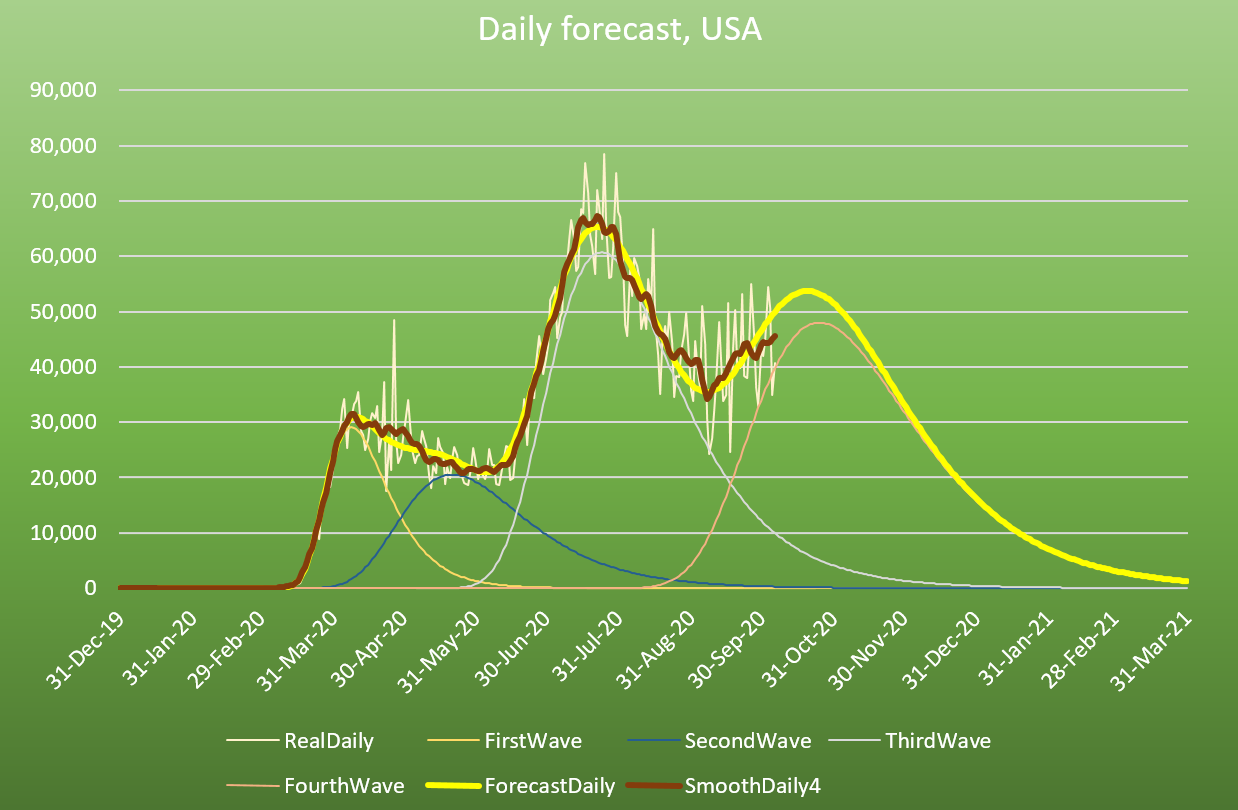 Daily forecast, USA
90,000
80,000
70,000
60,000
50,000
40,000
30,000
20,000
10,000
0
31-Dec-19 31-Jan-20 29-Feb-20 31-Mar-20 30-Apr-20 31-May-20 30-Jun-20 31-Jul-20 31-Aug-20 30-Sep-20 31-Oct-20 30-Nov-20 31-Dec-20 31-Jan-21 28-Feb-21 31-Mar-21
RealDaily FirstWave SecondWave ThirdWave
FourthWave ForecastDaily SmoothDaily4